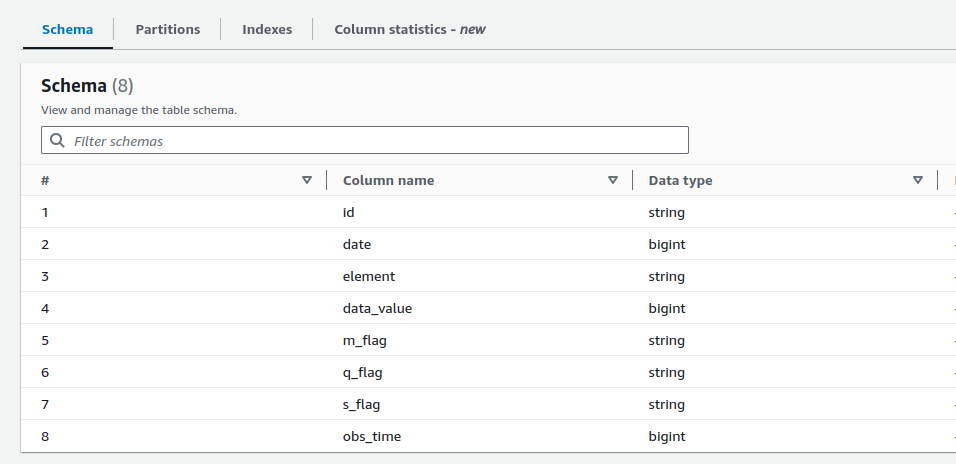 Schema Partitions Indexes Column statistics - new
Schema (8)
View and manage the table schema.
Filter schemas
# Column name Data type
1 id string
2 date bigint
3 element string
4 data_value bigint
5 m_flag string
6 q_flag string
7 s_flag string
8 obs_time bigint